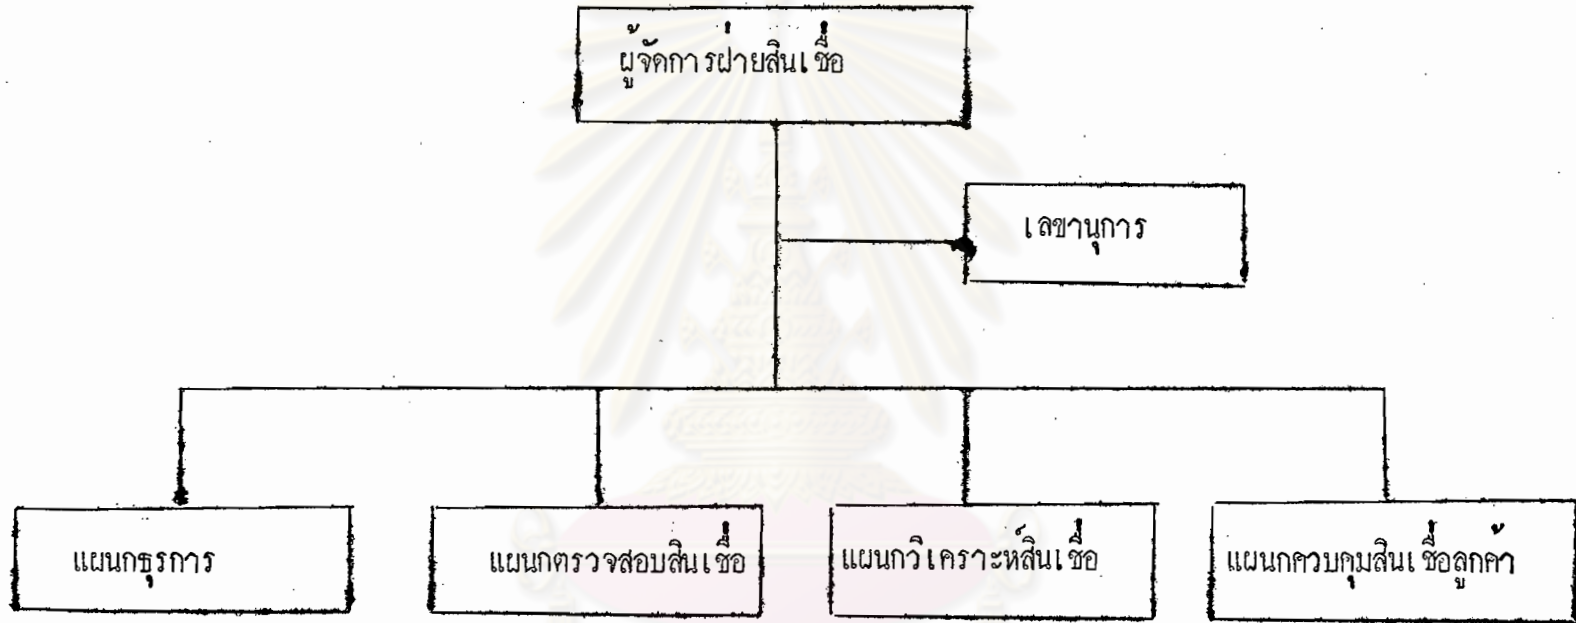 ผู้จัดการฝ่ายสินเชื่อ
เลขานุการ
แผนกธุรการ
แผนกตรวจสอบสินเชื่อ
แผนกวิเคราะห์สินเชื่อ
แผนกควบคุมสินเชื่อลูกค้า